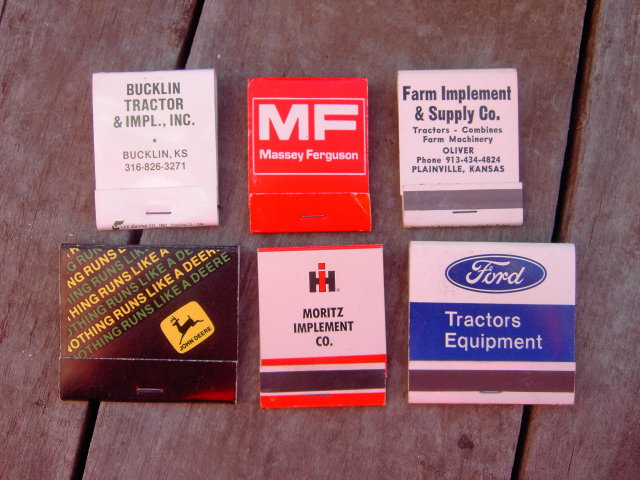 BUCKLIN
TRACTOR
& IMPL., INC.
•
BUCKLIN, KS
316-826-3271
MF
Massey Ferguson
Farm Implement
& Supply Co.
Tractors - Combines
Farm Machinery
OLIVER
Phone 913-434-4824
PLAINVILLE, KANSAS
NOTHING RUNS LIKE A DEERE
JOHN DEERE
IH
MORITZ
IMPLEMENT
CO.
Ford
Tractors
Equipment